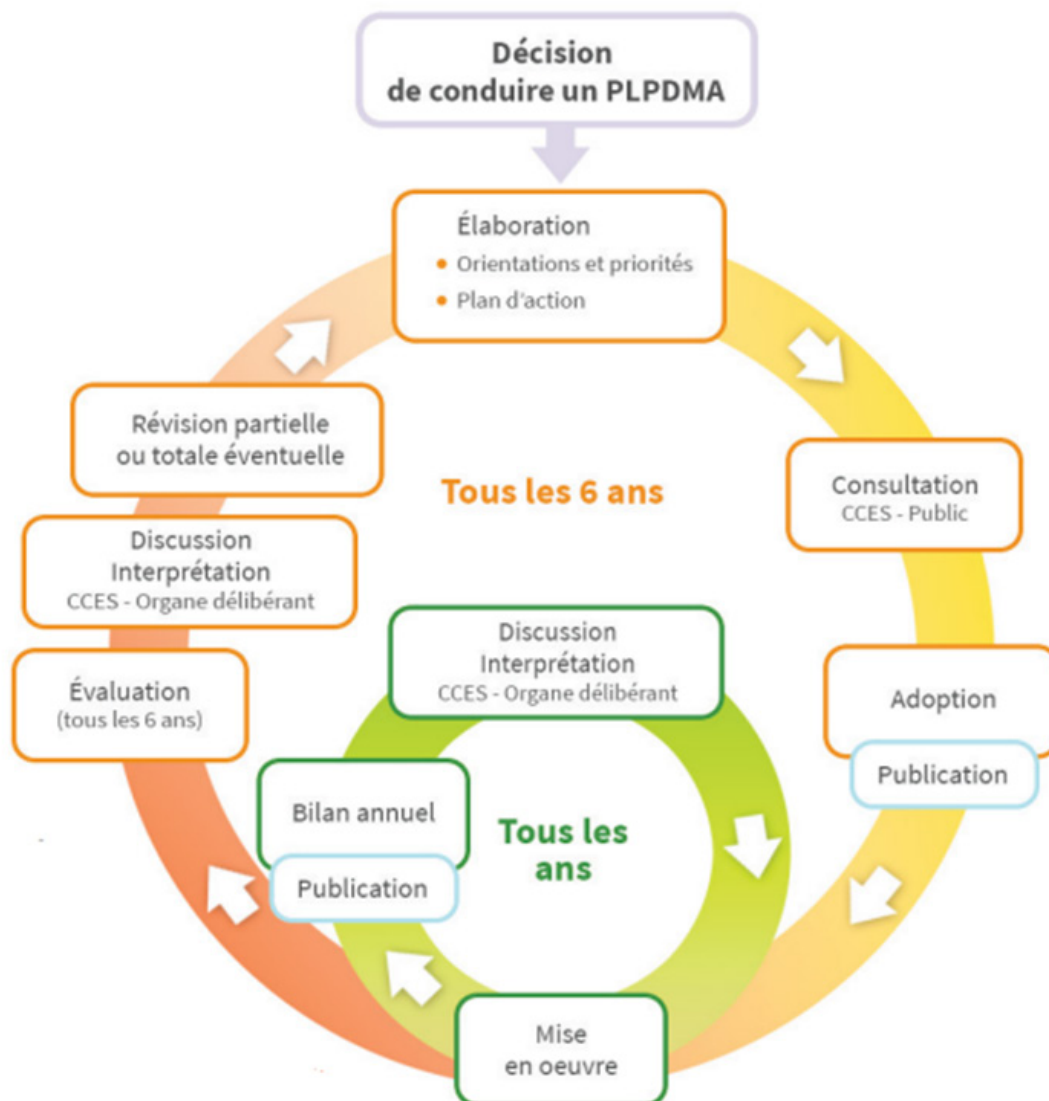 Décision
de conduire un PLPDMA
Élaboration
• Orientations et priorités
• Plan d'action
Révision partielle
ou totale éventuelle
Tous les 6 ans
Consultation
CCES - Public
Discussion
Interprétation
CCES - Organe délibérant
Discussion
Interprétation
CCES - Organe délibérant
Évaluation
(tous les 6 ans)
Adoption
Publication
Bilan annuel
Publication
Tous les
ans
Mise
en oeuvre